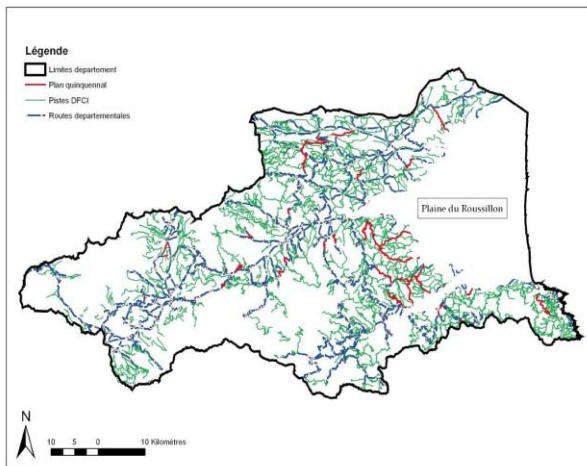 Légende
Limites departement
Plan quinquennal
Pistes DFCI
Routes departementales
Plaine du Roussillon
N
10 5 0 10 Kilomètres